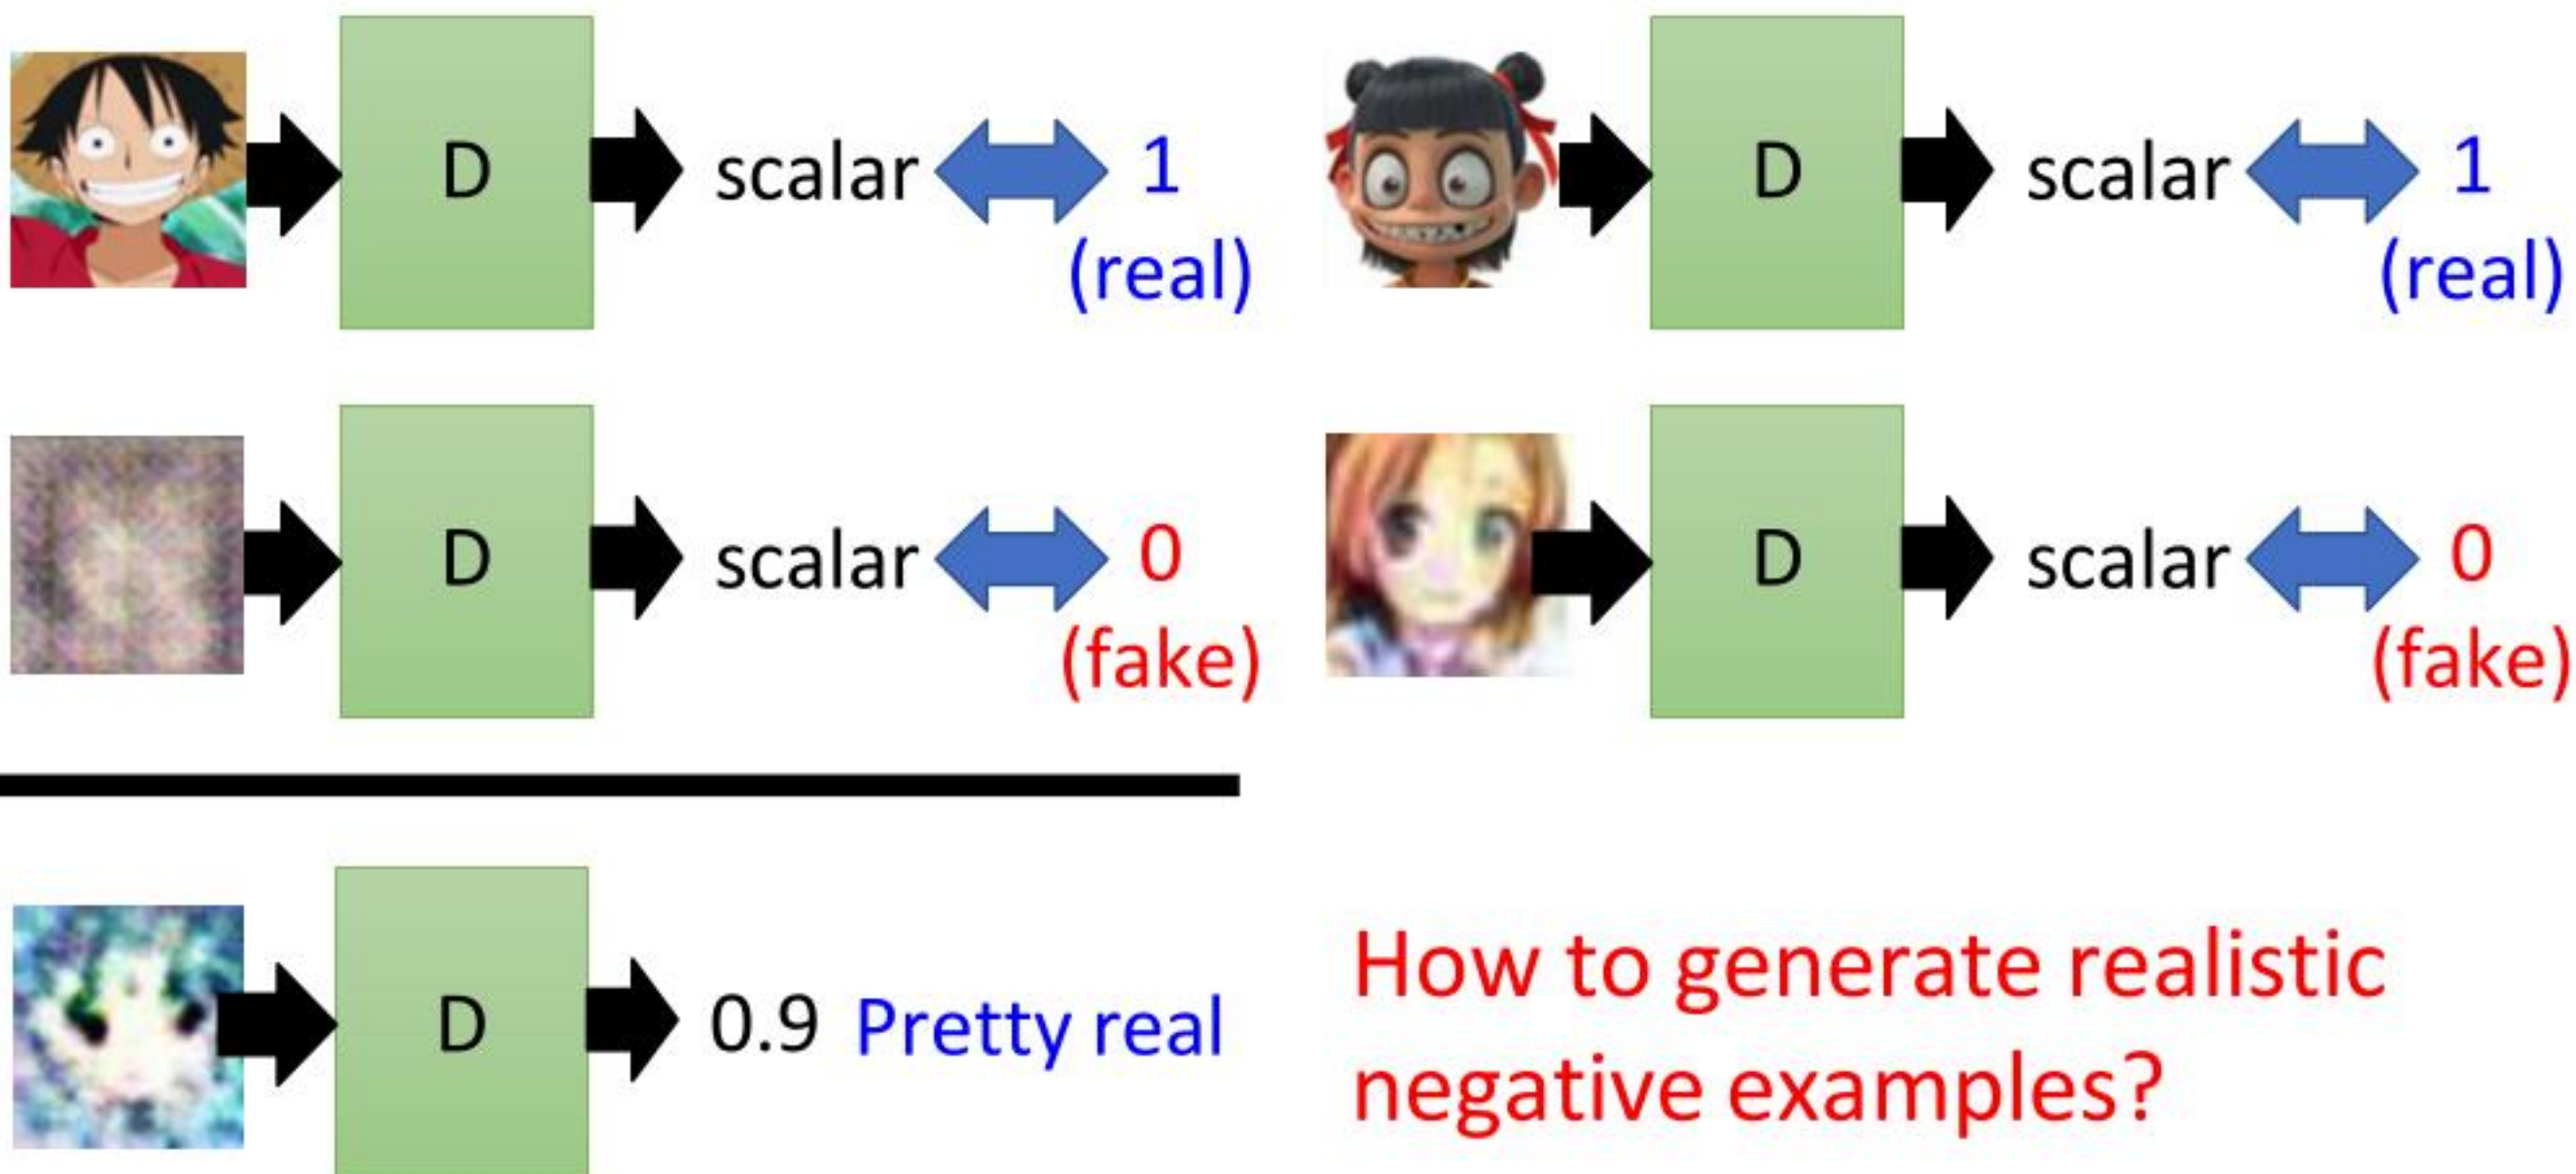 D scalar 1
(real)
D scalar 1
(real)
D scalar 0
(fake)
D scalar 0
(fake)
D 0.9 Pretty real
How to generate realistic
negative examples?